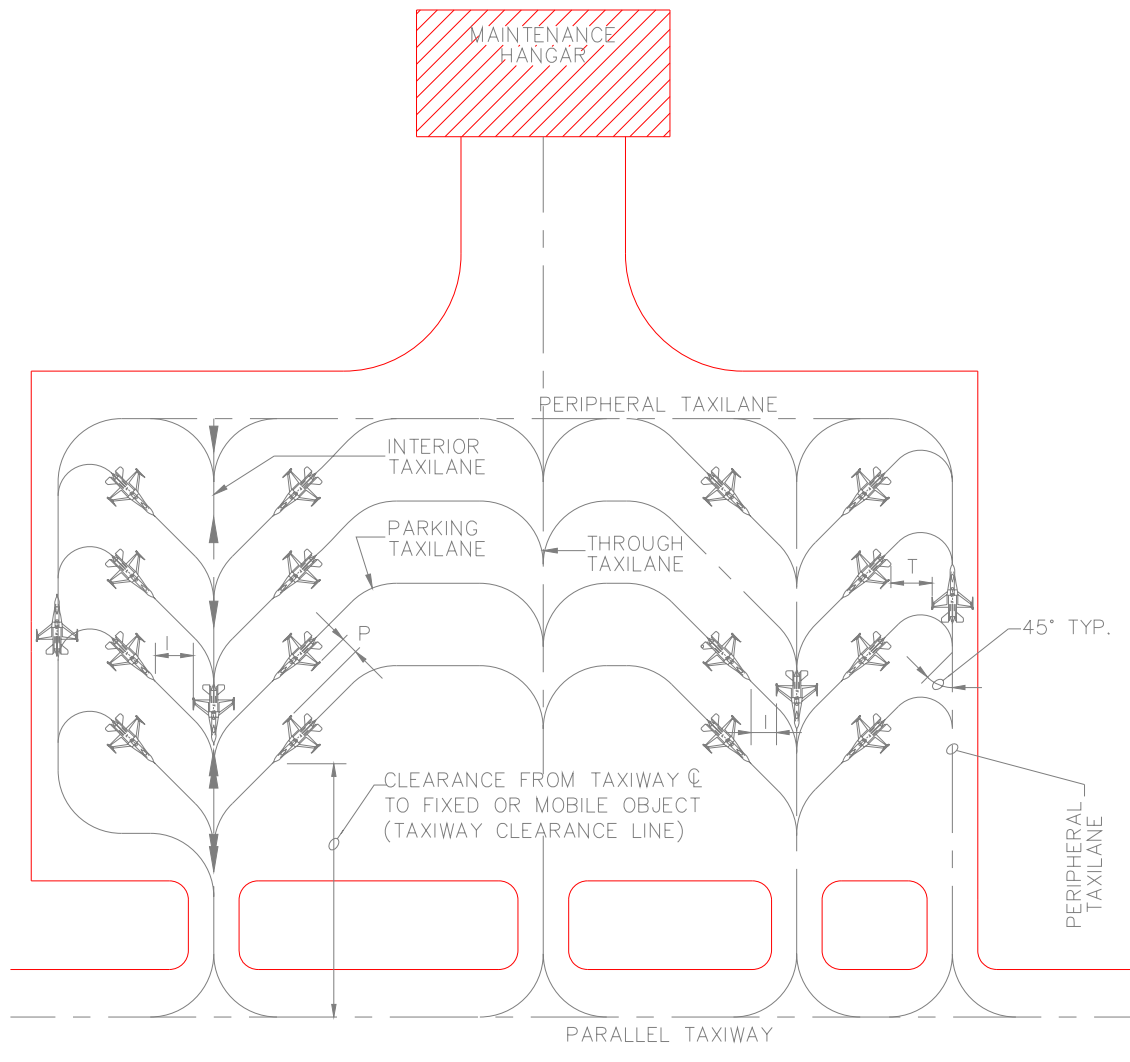 MAINTENANCE
HANGAR
PERIPHERAL TAXILANE
INTERIOR
TAXILANE
PARKING
TAXILANE
THROUGH
TAXILANE
T
P
I
45° TYP.
I
CLEARANCE FROM TAXIWAY ℄
TO FIXED OR MOBILE OBJECT
(TAXIWAY CLEARANCE LINE)
PERIPHERAL
TAXILANE
PARALLEL TAXIWAY